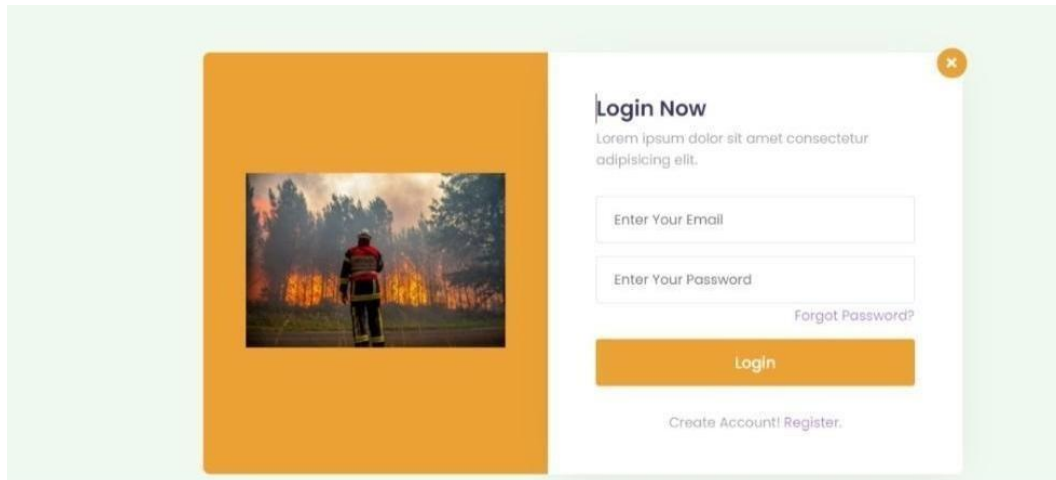 Login Now
Lorem ipsum dolor sit amet consectetur
adipisicing elit.
Enter Your Email
Enter Your Password
Forgot Password?
Login
Create Account! Register.